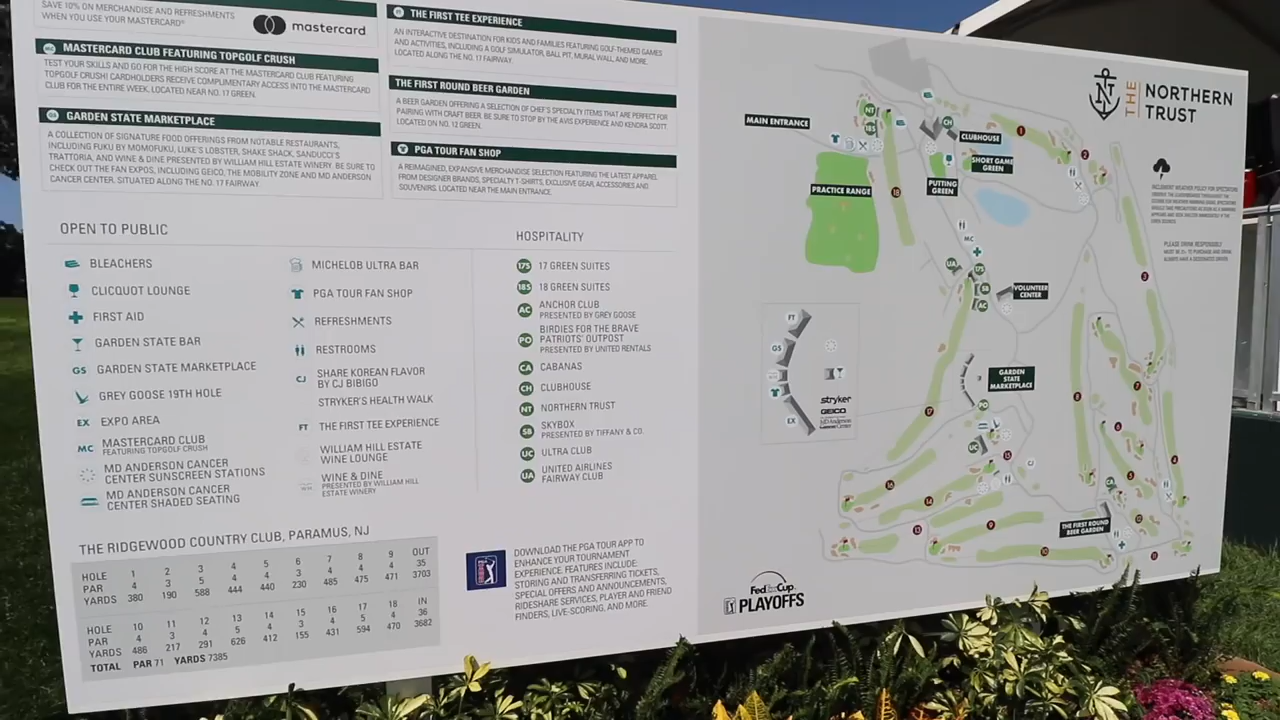 SAVE 10% ON MERCHANDISE AND REFRESHMENTS
WHEN YOU USE YOUR MASTERCARD®
mastercard
MC MASTERCARD CLUB FEATURING TOPGOLF CRUSH
TEST YOUR SKILLS AND GO FOR THE HIGH SCORE AT THE MASTERCARD CLUB FEATURING
TOPGOLF CRUSH! CARDHOLDERS RECEIVE COMPLIMENTARY ACCESS INTO THE MASTERCARD
CLUB FOR THE ENTIRE WEEK. LOCATED NEAR NO. 17 GREEN.
GS GARDEN STATE MARKETPLACE
A COLLECTION OF SIGNATURE FOOD OFFERINGS FROM NOTABLE RESTAURANTS,
INCLUDING FUKU BY MOMOFUKU, LUKE'S LOBSTER, SHAKE SHACK, SANDUCCI'S
TRATTORIA, AND WINE & DINE PRESENTED BY WILLIAM HILL ESTATE WINERY. BE SURE TO
CHECK OUT THE FAN EXPOS, INCLUDING GEICO, THE MOBILITY ZONE AND MD ANDERSON
CANCER CENTER. SITUATED ALONG THE NO. 17 FAIRWAY.
FT THE FIRST TEE EXPERIENCE
AN INTERACTIVE DESTINATION FOR KIDS AND FAMILIES FEATURING GOLF-THEMED GAMES
AND ACTIVITIES, INCLUDING A GOLF SIMULATOR, BALL PIT, MURAL WALL, AND MORE.
LOCATED ALONG THE NO. 17 FAIRWAY.
THE FIRST ROUND BEER GARDEN
A BEER GARDEN OFFERING A SELECTION OF CHEF'S SPECIALTY ITEMS THAT ARE PERFECT FOR
PAIRING WITH CRAFT BEER. BE SURE TO STOP BY THE AVIS EXPERIENCE AND KENDRA SCOTT.
LOCATED ON NO. 12 GREEN.
PGA TOUR FAN SHOP
A REIMAGINED, EXPANSIVE MERCHANDISE SELECTION FEATURING THE LATEST APPAREL
FROM DESIGNER BRANDS, SPECIALTY T-SHIRTS, EXCLUSIVE GEAR, ACCESSORIES AND
SOUVENIRS. LOCATED NEAR THE MAIN ENTRANCE.
OPEN TO PUBLIC
BLEACHERS
CLICQUOT LOUNGE
FIRST AID
GARDEN STATE BAR
GS GARDEN STATE MARKETPLACE
GREY GOOSE 19TH HOLE
EX EXPO AREA
MC MASTERCARD CLUB
FEATURING TOPGOLF CRUSH
MD ANDERSON CANCER
CENTER SUNSCREEN STATIONS
MD ANDERSON CANCER
CENTER SHADED SEATING
MICHELOB ULTRA BAR
PGA TOUR FAN SHOP
REFRESHMENTS
RESTROOMS
CJ SHARE KOREAN FLAVOR
BY CJ BIBIGO
STRYKER'S HEALTH WALK
FT THE FIRST TEE EXPERIENCE
WILLIAM HILL ESTATE
WINE LOUNGE
WINE & DINE
PRESENTED BY WILLIAM HILL
ESTATE WINERY
HOSPITALITY
17S 17 GREEN SUITES
18S 18 GREEN SUITES
AC ANCHOR CLUB
PRESENTED BY GREY GOOSE
PO BIRDIES FOR THE BRAVE
PATRIOTS' OUTPOST
PRESENTED BY UNITED RENTALS
CA CABANAS
CH CLUBHOUSE
NT NORTHERN TRUST
SB SKYBOX
PRESENTED BY TIFFANY & CO.
UC ULTRA CLUB
UA UNITED AIRLINES
FAIRWAY CLUB
THE RIDGEWOOD COUNTRY CLUB, PARAMUS, NJ
HOLE 1 2 3 4 5 6 7 8 9 OUT
PAR 4 3 5 4 4 3 4 4 4 35
YARDS 380 190 588 444 440 230 485 475 471 3703
HOLE 10 11 12 13 14 15 16 17 18 IN
PAR 4 3 4 5 4 3 4 5 4 36
YARDS 486 217 291 626 412 155 431 594 470 3682
TOTAL PAR 71 YARDS 7385
DOWNLOAD THE PGA TOUR APP TO
ENHANCE YOUR TOURNAMENT
EXPERIENCE. FEATURES INCLUDE:
STORING AND TRANSFERRING TICKETS,
SPECIAL OFFERS AND ANNOUNCEMENTS,
RIDESHARE SERVICES, PLAYER AND FRIEND
FINDERS, LIVE-SCORING, AND MORE.
THE NORTHERN
TRUST
MAIN ENTRANCE
CLUBHOUSE
SHORT GAME
GREEN
PRACTICE RANGE
PUTTING
GREEN
VOLUNTEER
CENTER
GARDEN
STATE
MARKETPLACE
stryker
GEICO
THE FIRST ROUND
BEER GARDEN
FedExCup
PLAYOFFS